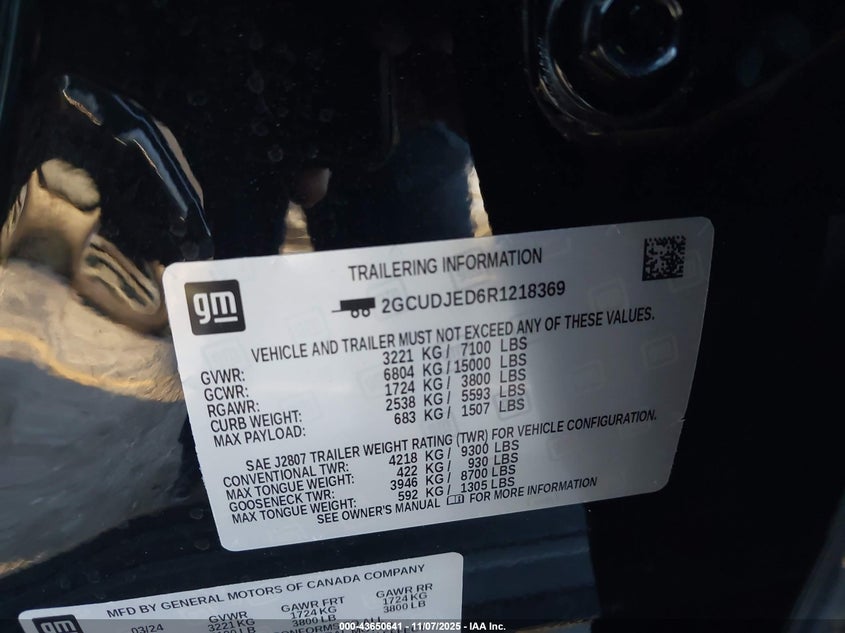 TRAILERING INFORMATION
gm
2GCUDJED6R1218369
VEHICLE AND TRAILER MUST NOT EXCEED ANY OF THESE VALUES.
GVWR: 3221 KG / 7100 LBS
GCWR: 6804 KG / 15000 LBS
RGAWR: 1724 KG / 3800 LBS
CURB WEIGHT: 2538 KG / 5593 LBS
MAX PAYLOAD: 683 KG / 1507 LBS
SAE J2807 TRAILER WEIGHT RATING (TWR) FOR VEHICLE CONFIGURATION.
CONVENTIONAL TWR: 4218 KG / 9300 LBS
MAX TONGUE WEIGHT: 422 KG / 930 LBS
GOOSENECK TWR: 3946 KG / 8700 LBS
MAX TONGUE WEIGHT: 592 KG / 1305 LBS
SEE OWNER'S MANUAL FOR MORE INFORMATION
MFD BY GENERAL MOTORS OF CANADA COMPANY
gm
GVWR GAWR FRT GAWR RR
03/24 3221 KG 1724 KG 1724 KG
LB 3800 LB 3800 LB
000-43650641 - 11/07/2025 - IAA Inc.